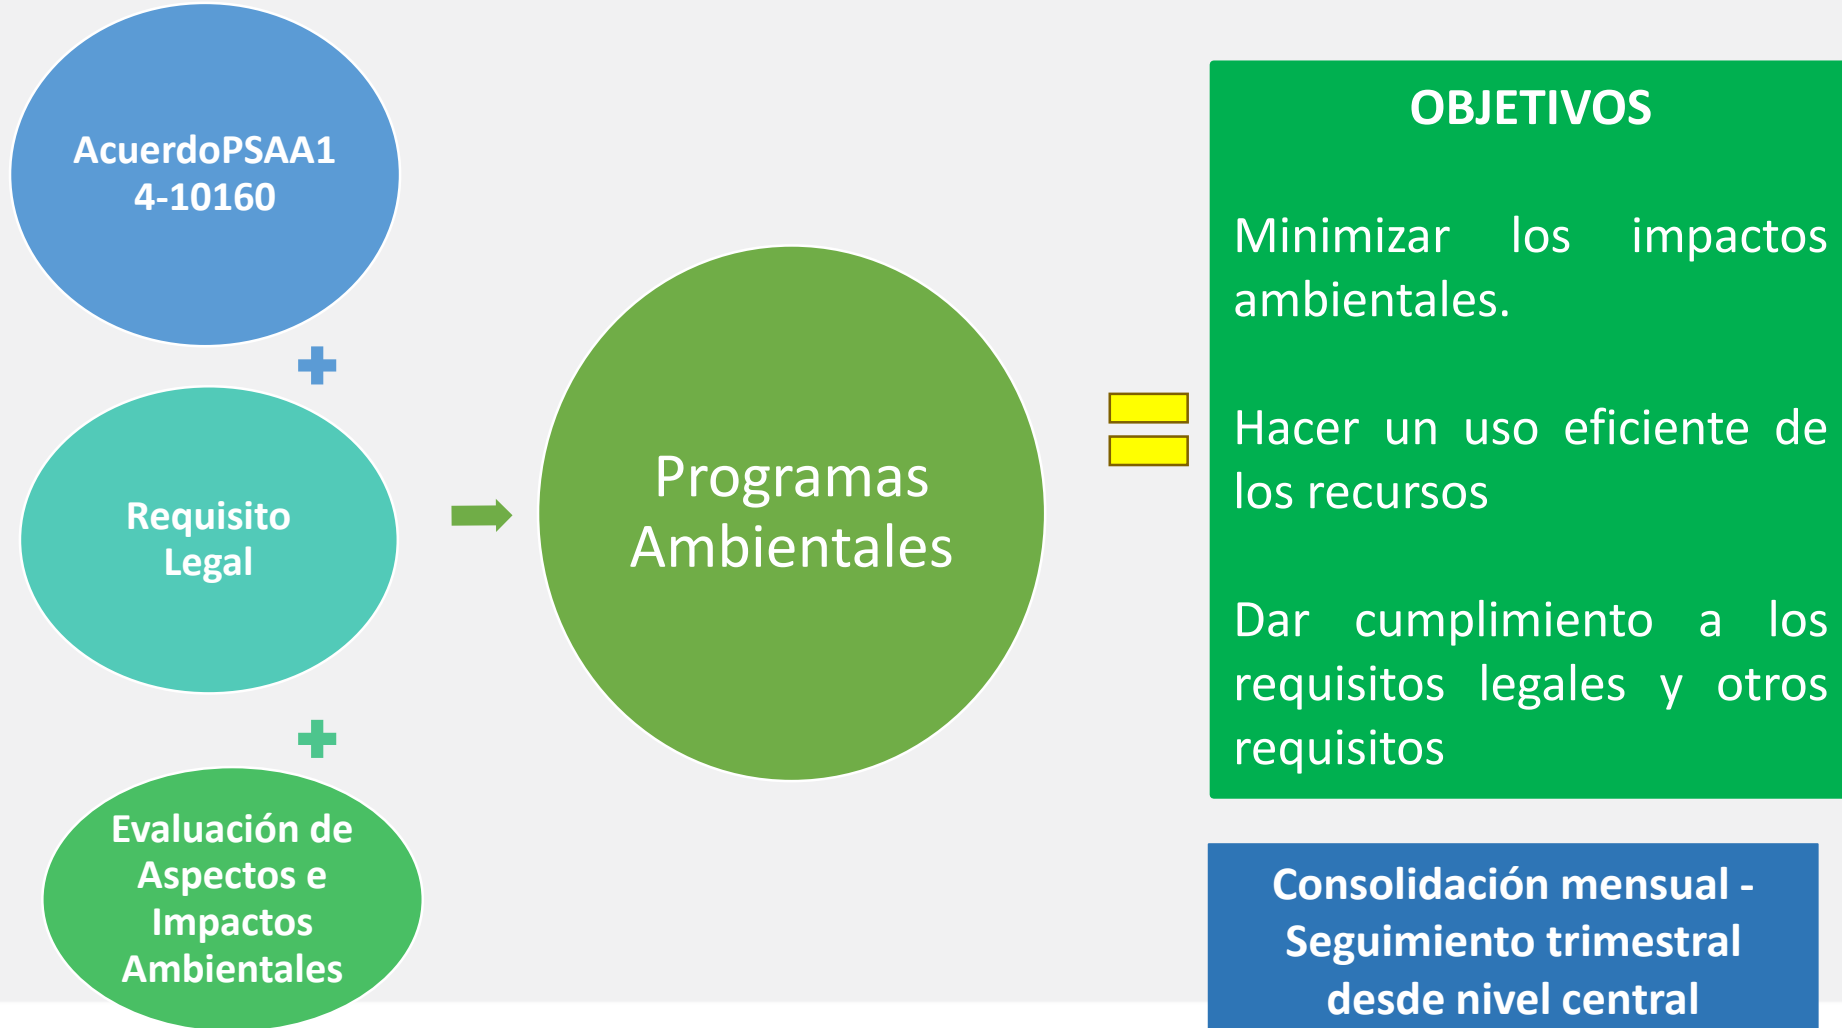 AcuerdoPSAA1
4-10160
Requisito
Legal
Evaluación de
Aspectos e
Impactos
Ambientales
Programas
Ambientales
OBJETIVOS
Minimizar los impactos
ambientales.
Hacer un uso eficiente de
los recursos
Dar cumplimiento a los
requisitos legales y otros
requisitos
Consolidación mensual -
Seguimiento trimestral
desde nivel central